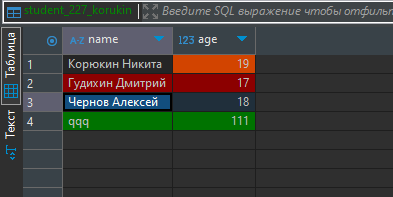 student_227_korukin Введите SQL выражение чтобы отфильт
Таблица
Текст
A-Z name 123 age
1 Корюкин Никита 19
2 Гудихин Дмитрий 17
3 Чернов Алексей 18
4 qqq 111